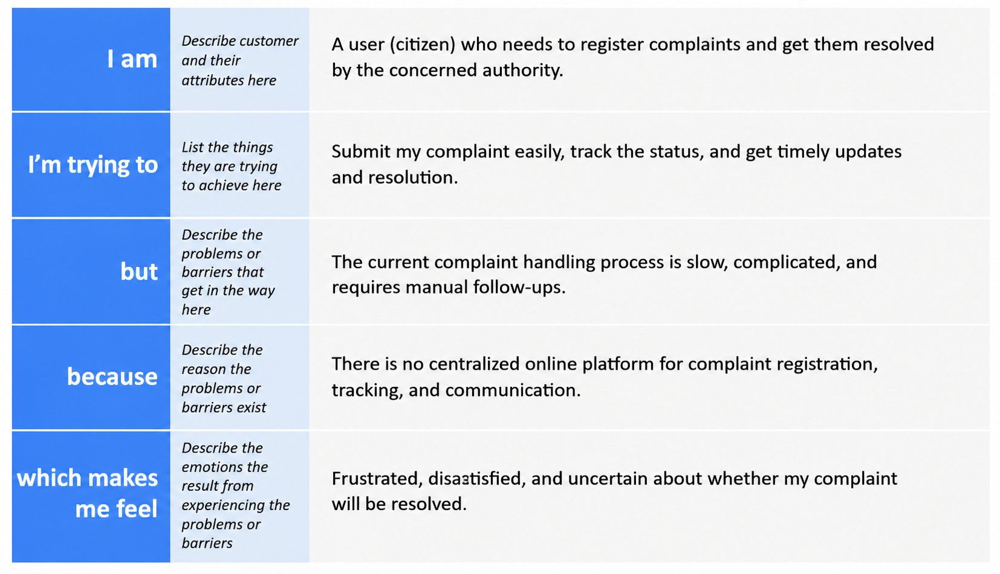 I am
Describe customer
and their
attributes here
A user (citizen) who needs to register complaints and get them resolved
by the concerned authority.
I'm trying to
List the things
they are trying
to achieve here
Submit my complaint easily, track the status, and get timely updates
and resolution.
but
Describe the
problems or
barriers that
get in the way
here
The current complaint handling process is slow, complicated, and
requires manual follow-ups.
because
Describe the
reason the
problems or
barriers exist
There is no centralized online platform for complaint registration,
tracking, and communication.
which makes
me feel
Describe the
emotions the
result from
experiencing the
problems or
barriers
Frustrated, and uncertain about whether my complaint
will be resolved.